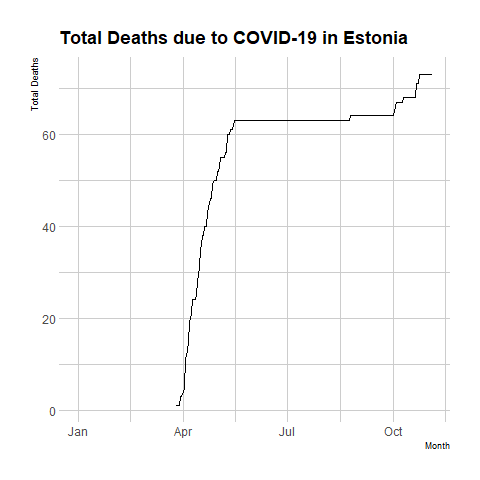 Total Deaths due to COVID-19 in Estonia
Total Deaths
60
40
20
0
Jan Apr Jul Oct
Month